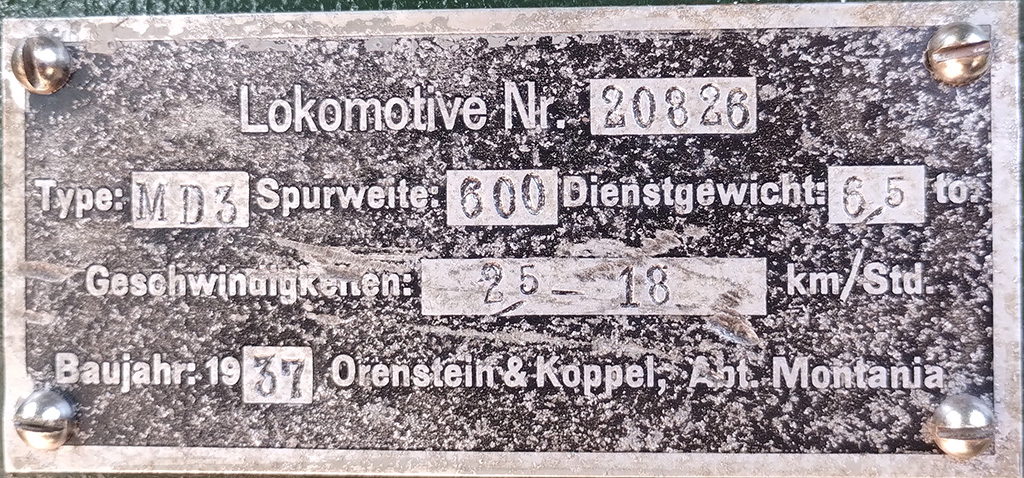 Lokomotive Nr. 20826
Type: MD3 Spurweite: 600 Dienstgewicht: 6,5 to.
Geschwindigkeiten: 25 - 18 km/Std.
Baujahr: 1937 Orenstein & Koppel, Abt. Montania